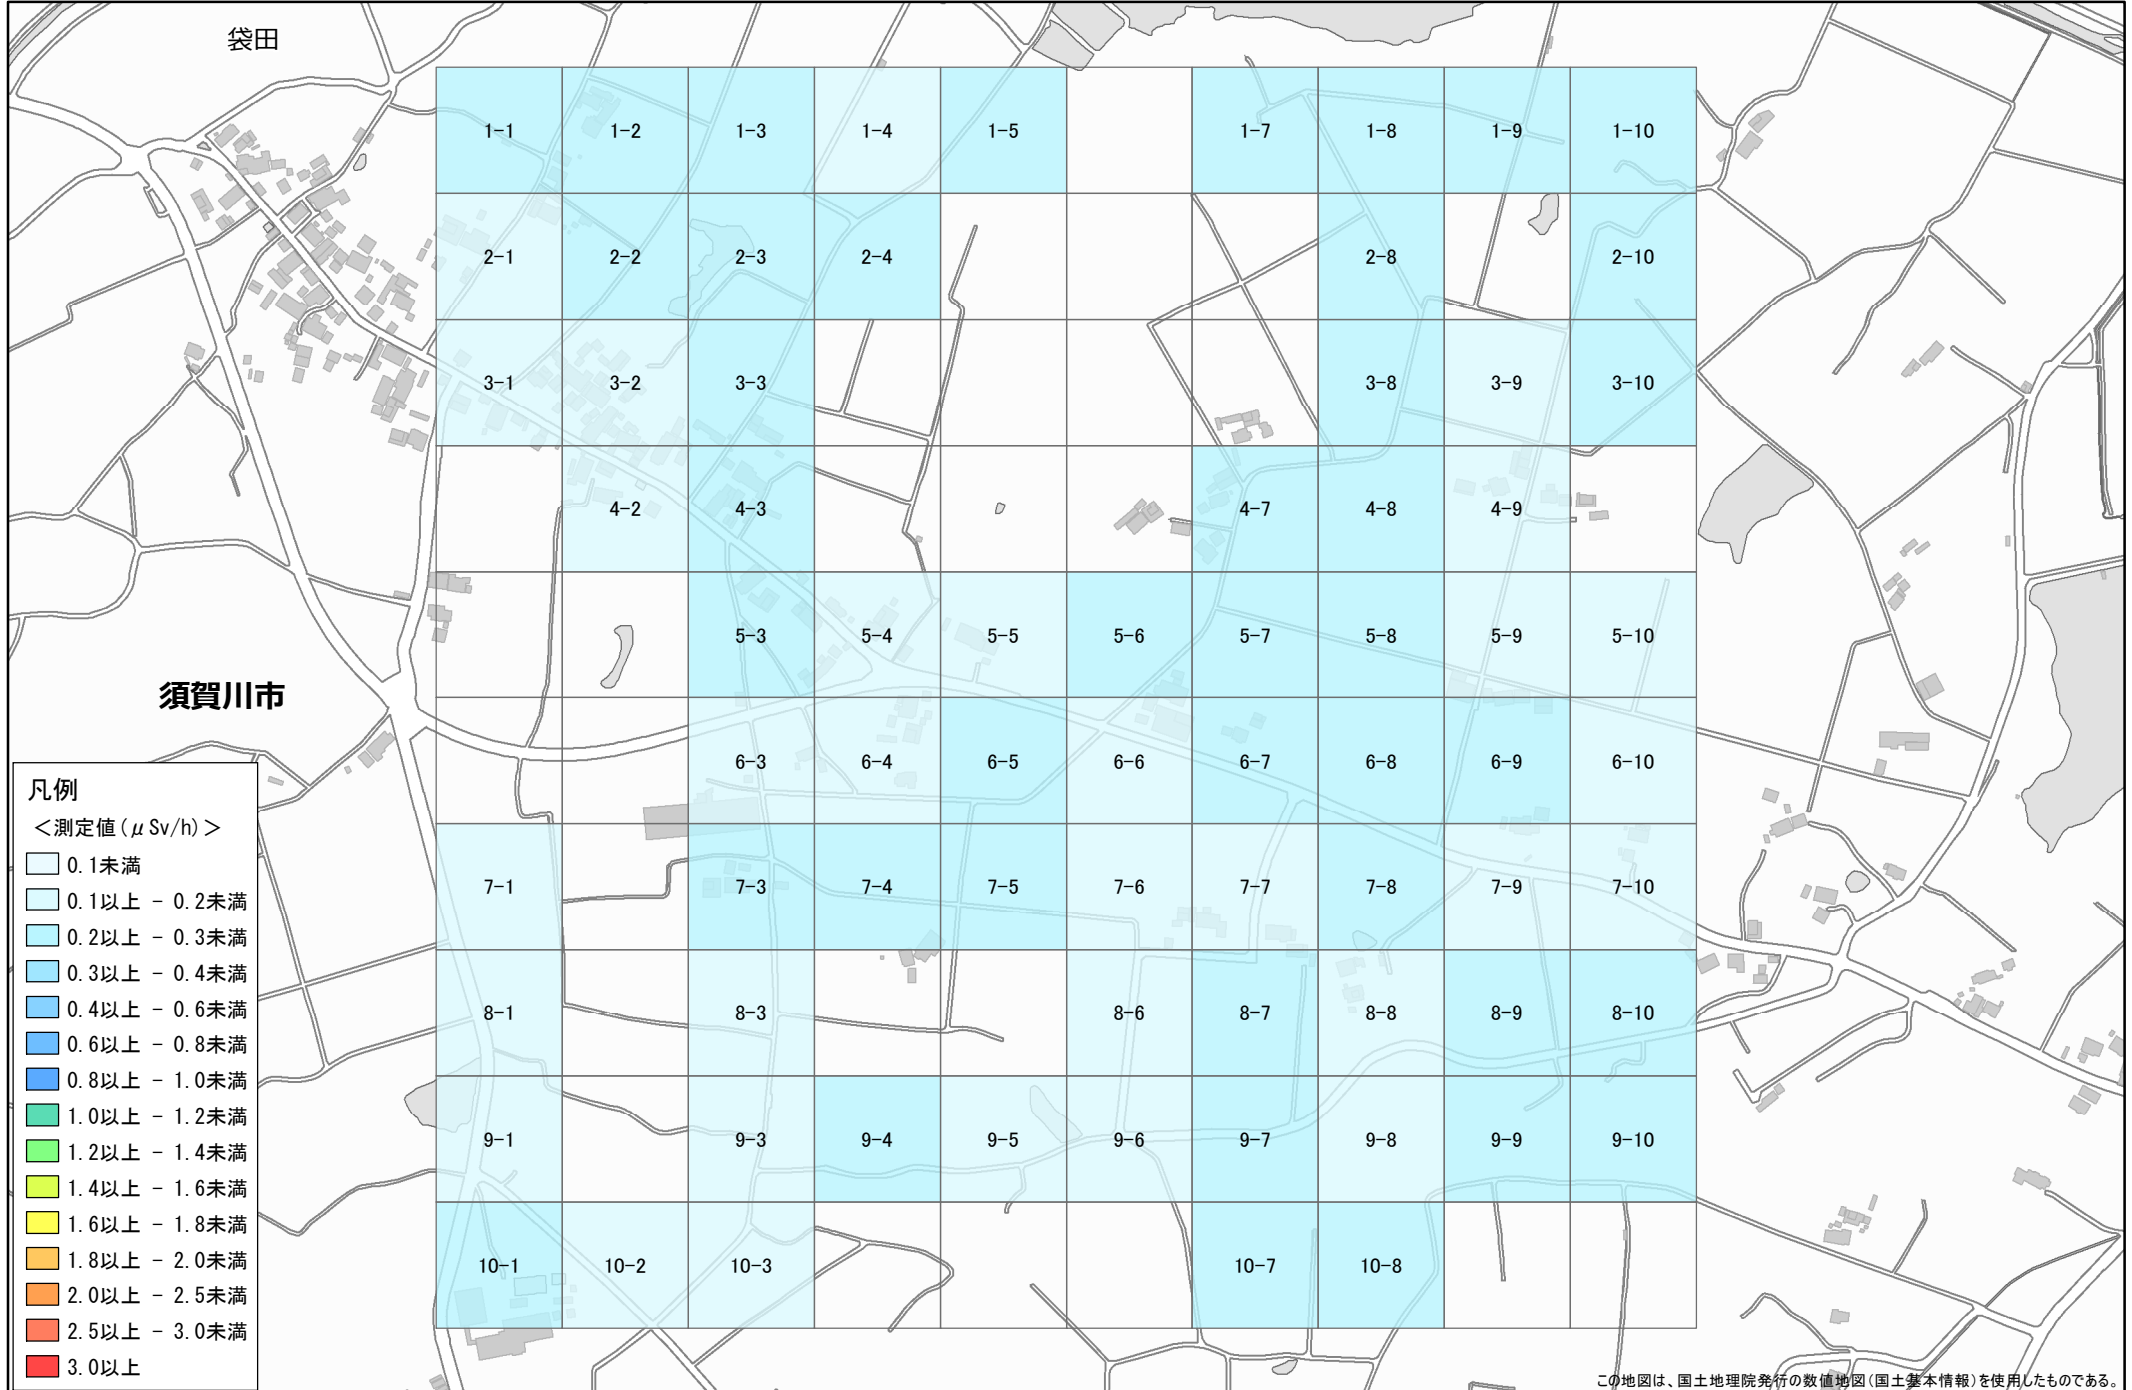 袋田
1-1 1-2 1-3 1-4 1-5 1-7 1-8 1-9 1-10
2-1 2-2 2-3 2-4 2-8 2-10
3-1 3-2 3-3 3-8 3-9 3-10
4-2 4-3 4-7 4-8 4-9
5-3 5-4 5-5 5-6 5-7 5-8 5-9 5-10
須賀川市
6-3 6-4 6-5 6-6 6-7 6-8 6-9 6-10
7-1 7-3 7-4 7-5 7-6 7-7 7-8 7-9 7-10
8-1 8-3 8-6 8-7 8-8 8-9 8-10
9-1 9-3 9-4 9-5 9-6 9-7 9-8 9-9 9-10
10-1 10-2 10-3 10-7 10-8
凡例
＜測定値(μSv/h)＞
0.1未満
0.1以上 - 0.2未満
0.2以上 - 0.3未満
0.3以上 - 0.4未満
0.4以上 - 0.6未満
0.6以上 - 0.8未満
0.8以上 - 1.0未満
1.0以上 - 1.2未満
1.2以上 - 1.4未満
1.4以上 - 1.6未満
1.6以上 - 1.8未満
1.8以上 - 2.0未満
2.0以上 - 2.5未満
2.5以上 - 3.0未満
3.0以上
この地図は、国土地理院発行の数値地図(国土基本情報)を使用したものである。